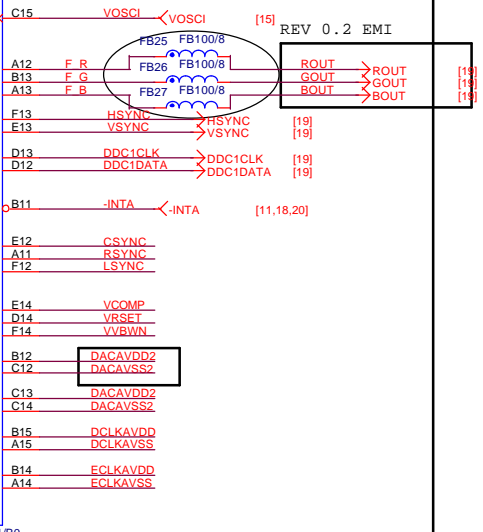 C15 VOSCI VOSCI [15]
REV 0.2 EMI
FB25 FB100/8
A12 F_R ROUT ROUT [19]
FB26 FB100/8
B13 F_G GOUT GOUT [19]
A13 F_B BOUT BOUT [19]
FB27 FB100/8
F13 HSYNC HSYNC [19]
E13 VSYNC VSYNC [19]
D13 DDC1CLK DDC1CLK [19]
D12 DDC1DATA DDC1DATA [19]
B11 -INTA -INTA [11,18,20]
E12 CSYNC
A11 RSYNC
F12 LSYNC
E14 VCOMP
D14 VRSET
F14 VVBWN
B12 DACAVDD2
C12 DACAVSS2
C13 DACAVDD2
C14 DACAVSS2
B15 DCLKAVDD
A15 DCLKAVSS
B14 ECLKAVDD
A14 ECLKAVSS